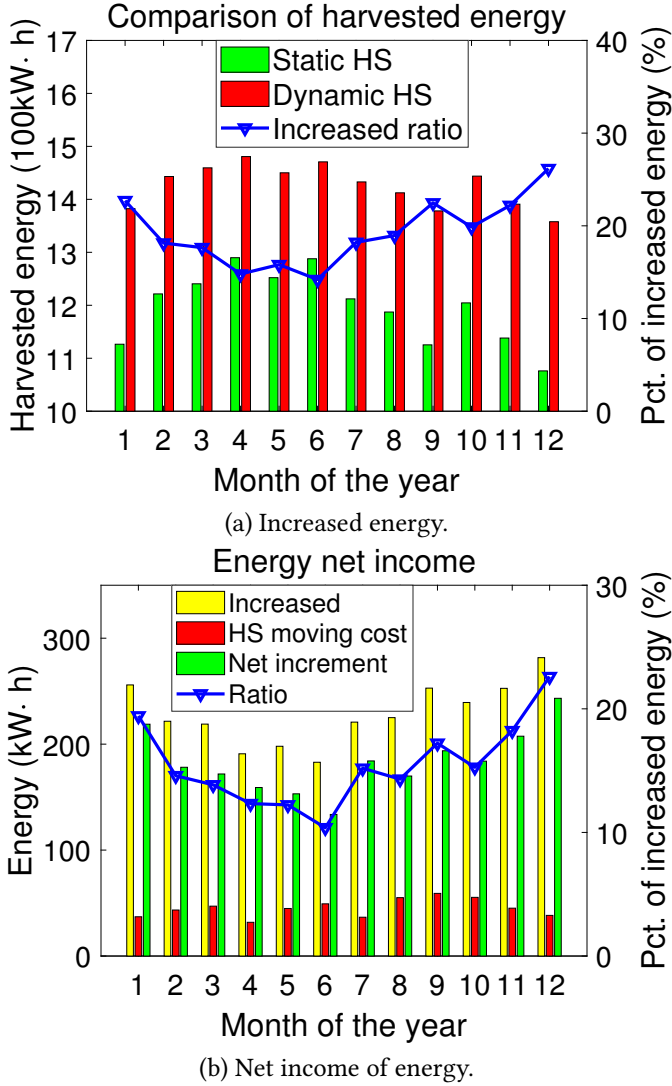 Comparison of harvested energy
17
16
15
14
13
12
11
10
Harvested energy (100kW· h)
Static HS
Dynamic HS
Increased ratio
40
30
20
10
0
Pct. of increased energy (%)
1 2 3 4 5 6 7 8 9 10 11 12
Month of the year
(a) Increased energy.
Energy net income
300
200
100
0
Energy (kW· h)
Increased
HS moving cost
Net increment
Ratio
30
20
10
0
Pct. of increased energy (%)
1 2 3 4 5 6 7 8 9 10 11 12
Month of the year
(b) Net income of energy.